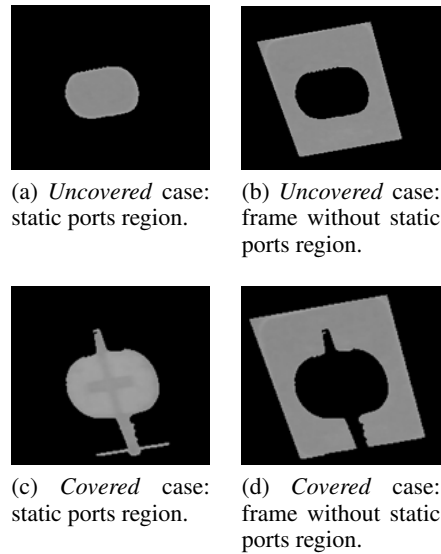 (a) Uncovered case:
static ports region.
(b) Uncovered case:
frame without static
ports region.
(c) Covered case:
static ports region.
(d) Covered case:
frame without static
ports region.